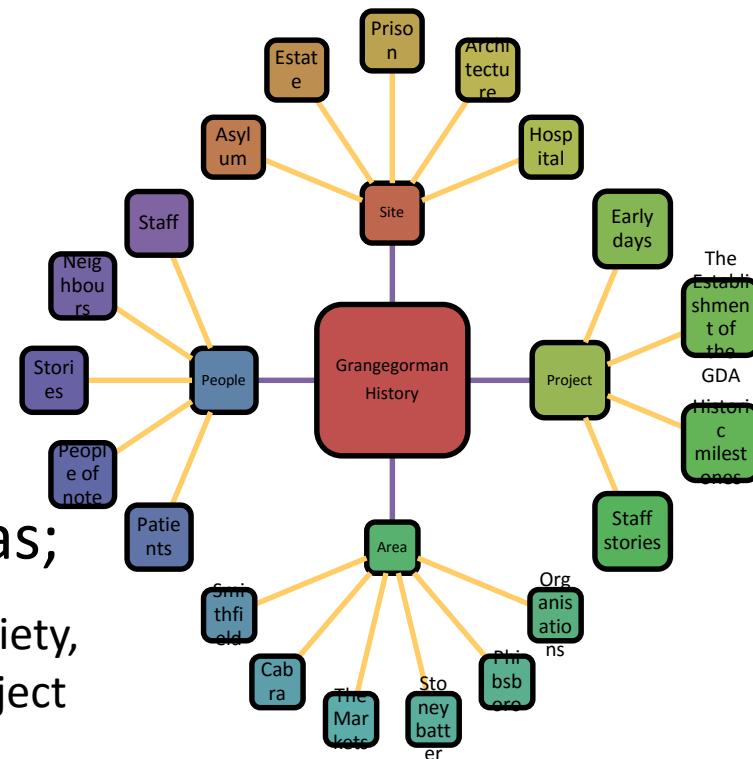 Priso
n
Archi
tectu
re
Estat
e
Asyl
um
Hosp
ital
Site
Staff
Neig
hbou
rs
Stori
es
Peopl
e of
note
Patie
nts
People
Grangegorman
History
Project
Early
days
The
Establi
shmen
t of
the
GDA
Histori
c
milest
ones
Staff
stories
Area
Smi
thfi
eld
Cab
ra
The
Mar
kets
Sto
ney
batt
er
Phi
bsb
oro
Org
anis
atio
ns
as;
iety,
ject